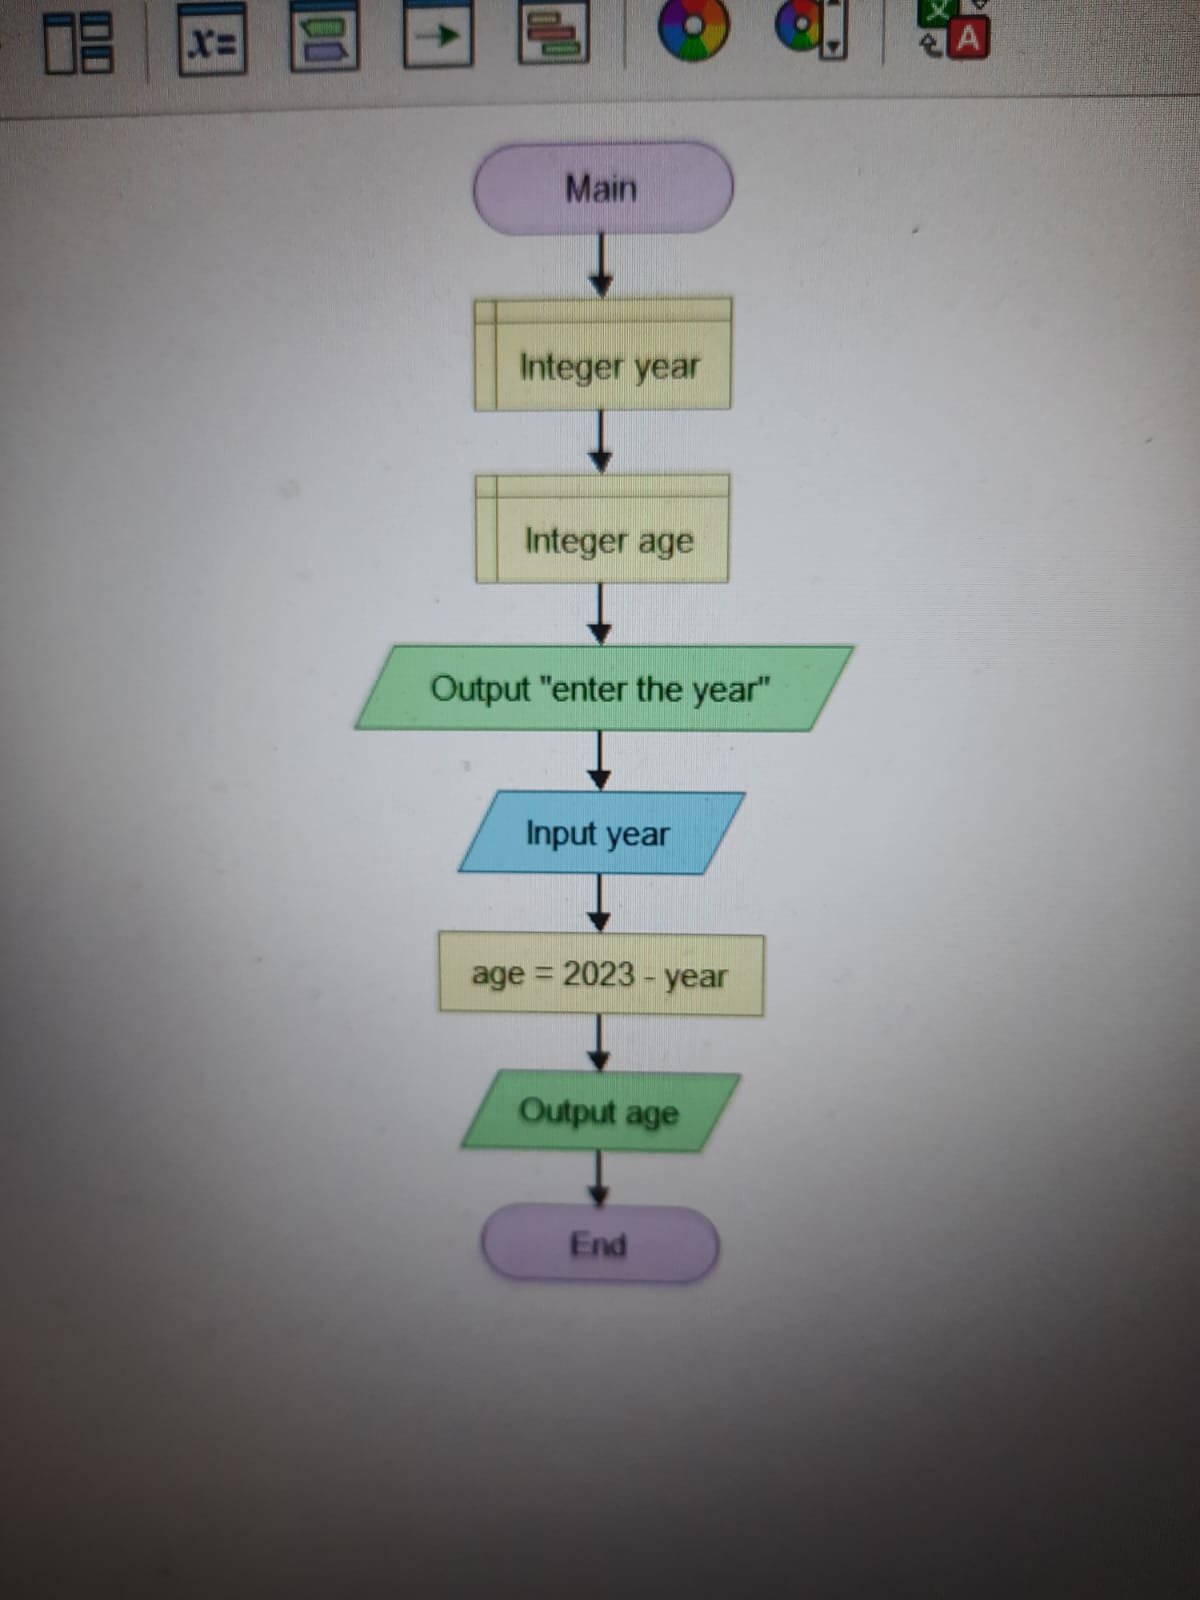 x=
A
Main
Integer year
Integer age
Output "enter the year"
Input year
age = 2023 - year
Output age
End